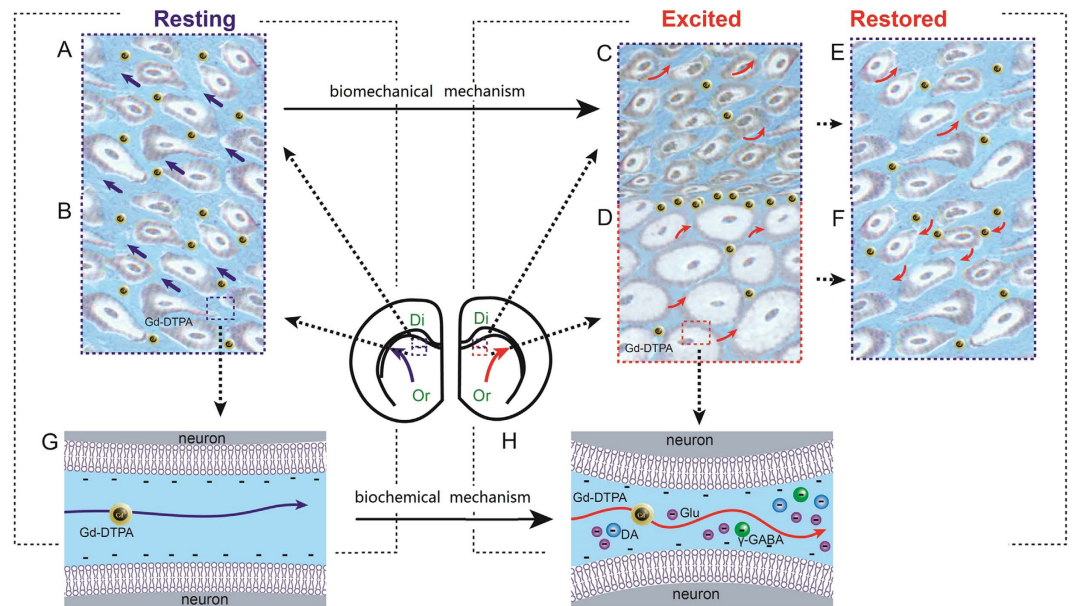 Resting
Excited
Restored
A
C
E
biomechanical mechanism
B
D
F
Gd-DTPA
Gd-DTPA
Di
Di
Or
Or
G
H
neuron
neuron
Gd-DTPA
biochemical mechanism
Gd-DTPA
Glu
DA
γ-GABA
neuron
neuron